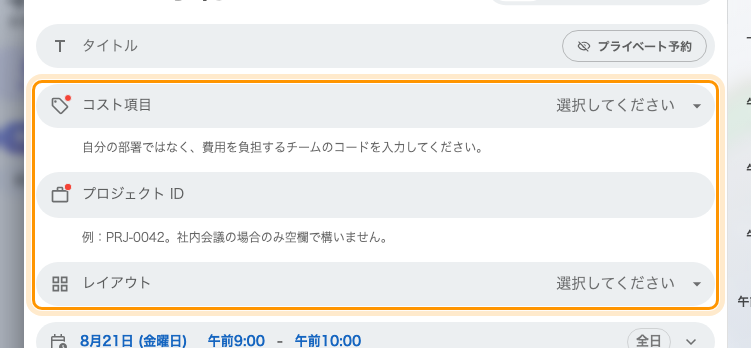 タイトル
プライベート予約
コスト項目 選択してください
自分の部署ではなく、費用を負担するチームのコードを入力してください。
プロジェクト ID
例：PRJ-0042。社内会議の場合のみ空欄で構いません。
レイアウト 選択してください
8月21日 (金曜日) 午前9:00 - 午前10:00 全日